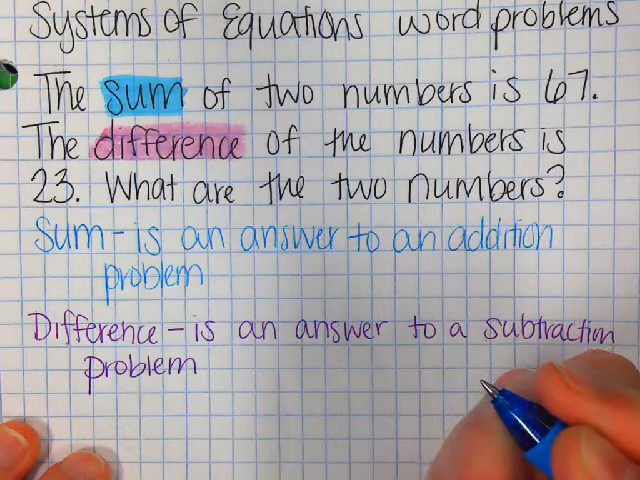 Systems of Equations word problems
The sum of two numbers is 67.
The difference of the numbers is
23. What are the two numbers?
Sum - is an answer to an addition
problem
Difference - is an answer to a subtraction
problem